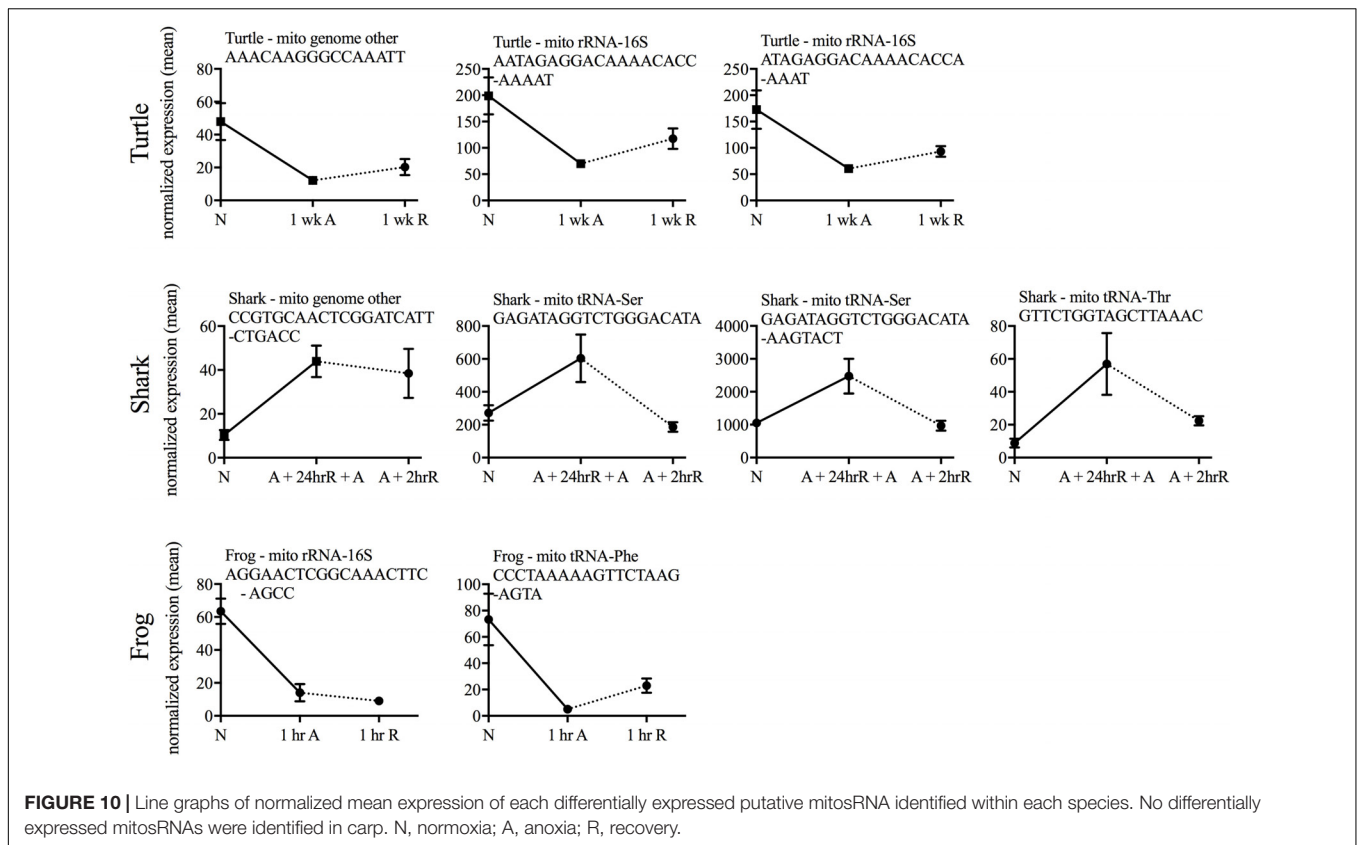 Turtle
normalized expression (mean)
Turtle - mito genome other
AAACAAGGGCCAAATT
80
60
40
20
0
N
1 wk A
1 wk R
Turtle - mito rRNA-16S
AATAGAGGACAAAACACC
-AAAAT
250
200
150
100
50
0
N
1 wk A
1 wk R
Turtle - mito rRNA-16S
ATAGAGGACAAAACACCA
-AAAT
250
200
150
100
50
0
N
1 wk A
1 wk R
Shark
normalized expression (mean)
Shark - mito genome other
CCGTGCAACTCGGATCATT
-CTGACC
60
40
20
0
N
A + 24hrR + A
A + 2hrR
Shark - mito tRNA-Ser
GAGATAGGTCTGGGACATA
800
600
400
200
0
N
A + 24hrR + A
A + 2hrR
Shark - mito tRNA-Ser
GAGATAGGTCTGGGACATA
-AAGTACT
4000
3000
2000
1000
0
N
A + 24hrR + A
A + 2hrR
Shark - mito tRNA-Thr
GTTCTGGTAGCTTAAAC
80
60
40
20
0
N
A + 24hrR + A
A + 2hrR
Frog
normalized expression (mean)
Frog - mito rRNA-16S
AGGAACTCGGCAAACTTC
- AGCC
80
60
40
20
0
N
1 hr A
1 hr R
Frog - mito tRNA-Phe
CCCTAAAAAGTTCTAAG
-AGTA
100
80
60
40
20
0
N
1 hr A
1 hr R
FIGURE 10 | Line graphs of normalized mean expression of each differentially expressed putative mitosRNA identified within each species. No differentially
expressed mitosRNAs were identified in carp. N, normoxia; A, anoxia; R, recovery.